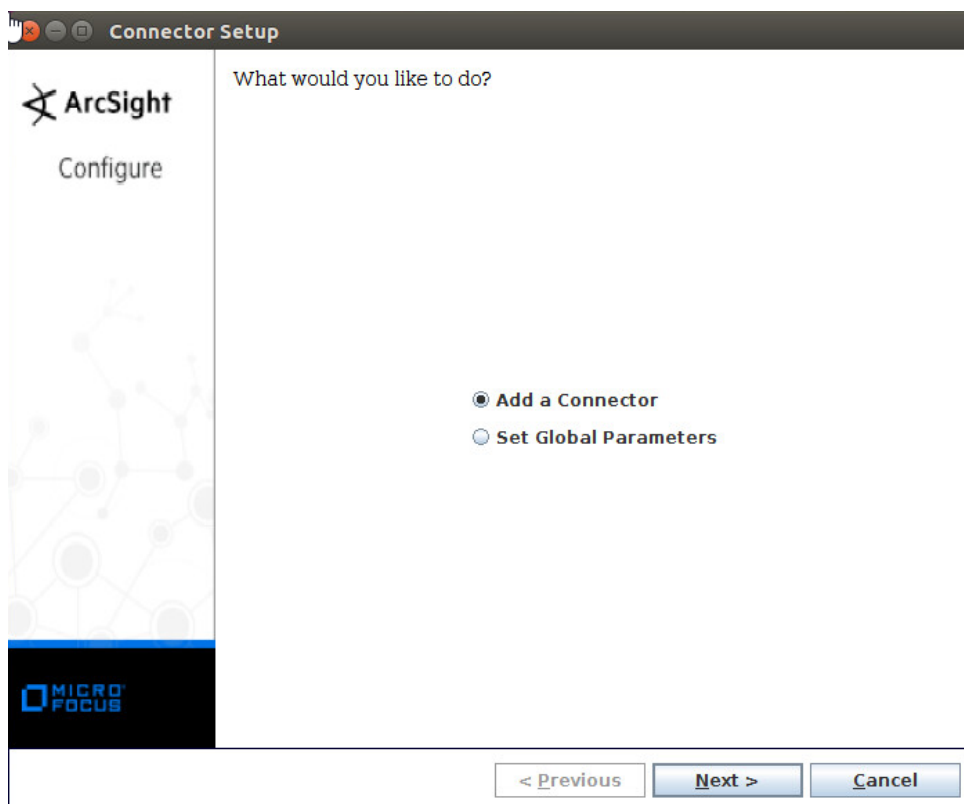 Connector Setup
ArcSight
Configure
What would you like to do?
Add a Connector
Set Global Parameters
MICRO
FOCUS
< Previous
Next >
Cancel